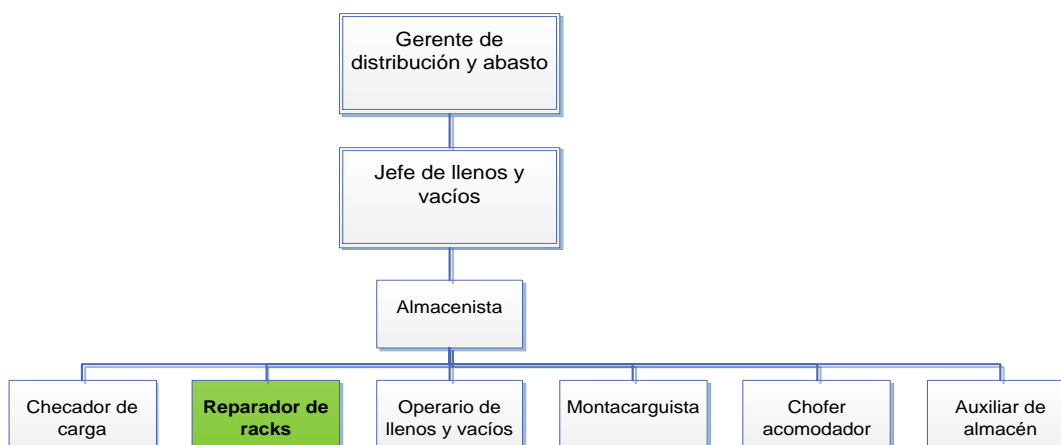 Gerente de
distribución y abasto
Jefe de llenos y
vacíos
Almacenista
Checador de
carga
Reparador de
racks
Operario de
llenos y vacíos
Montacarguista
Chofer
acomodador
Auxiliar de
almacén